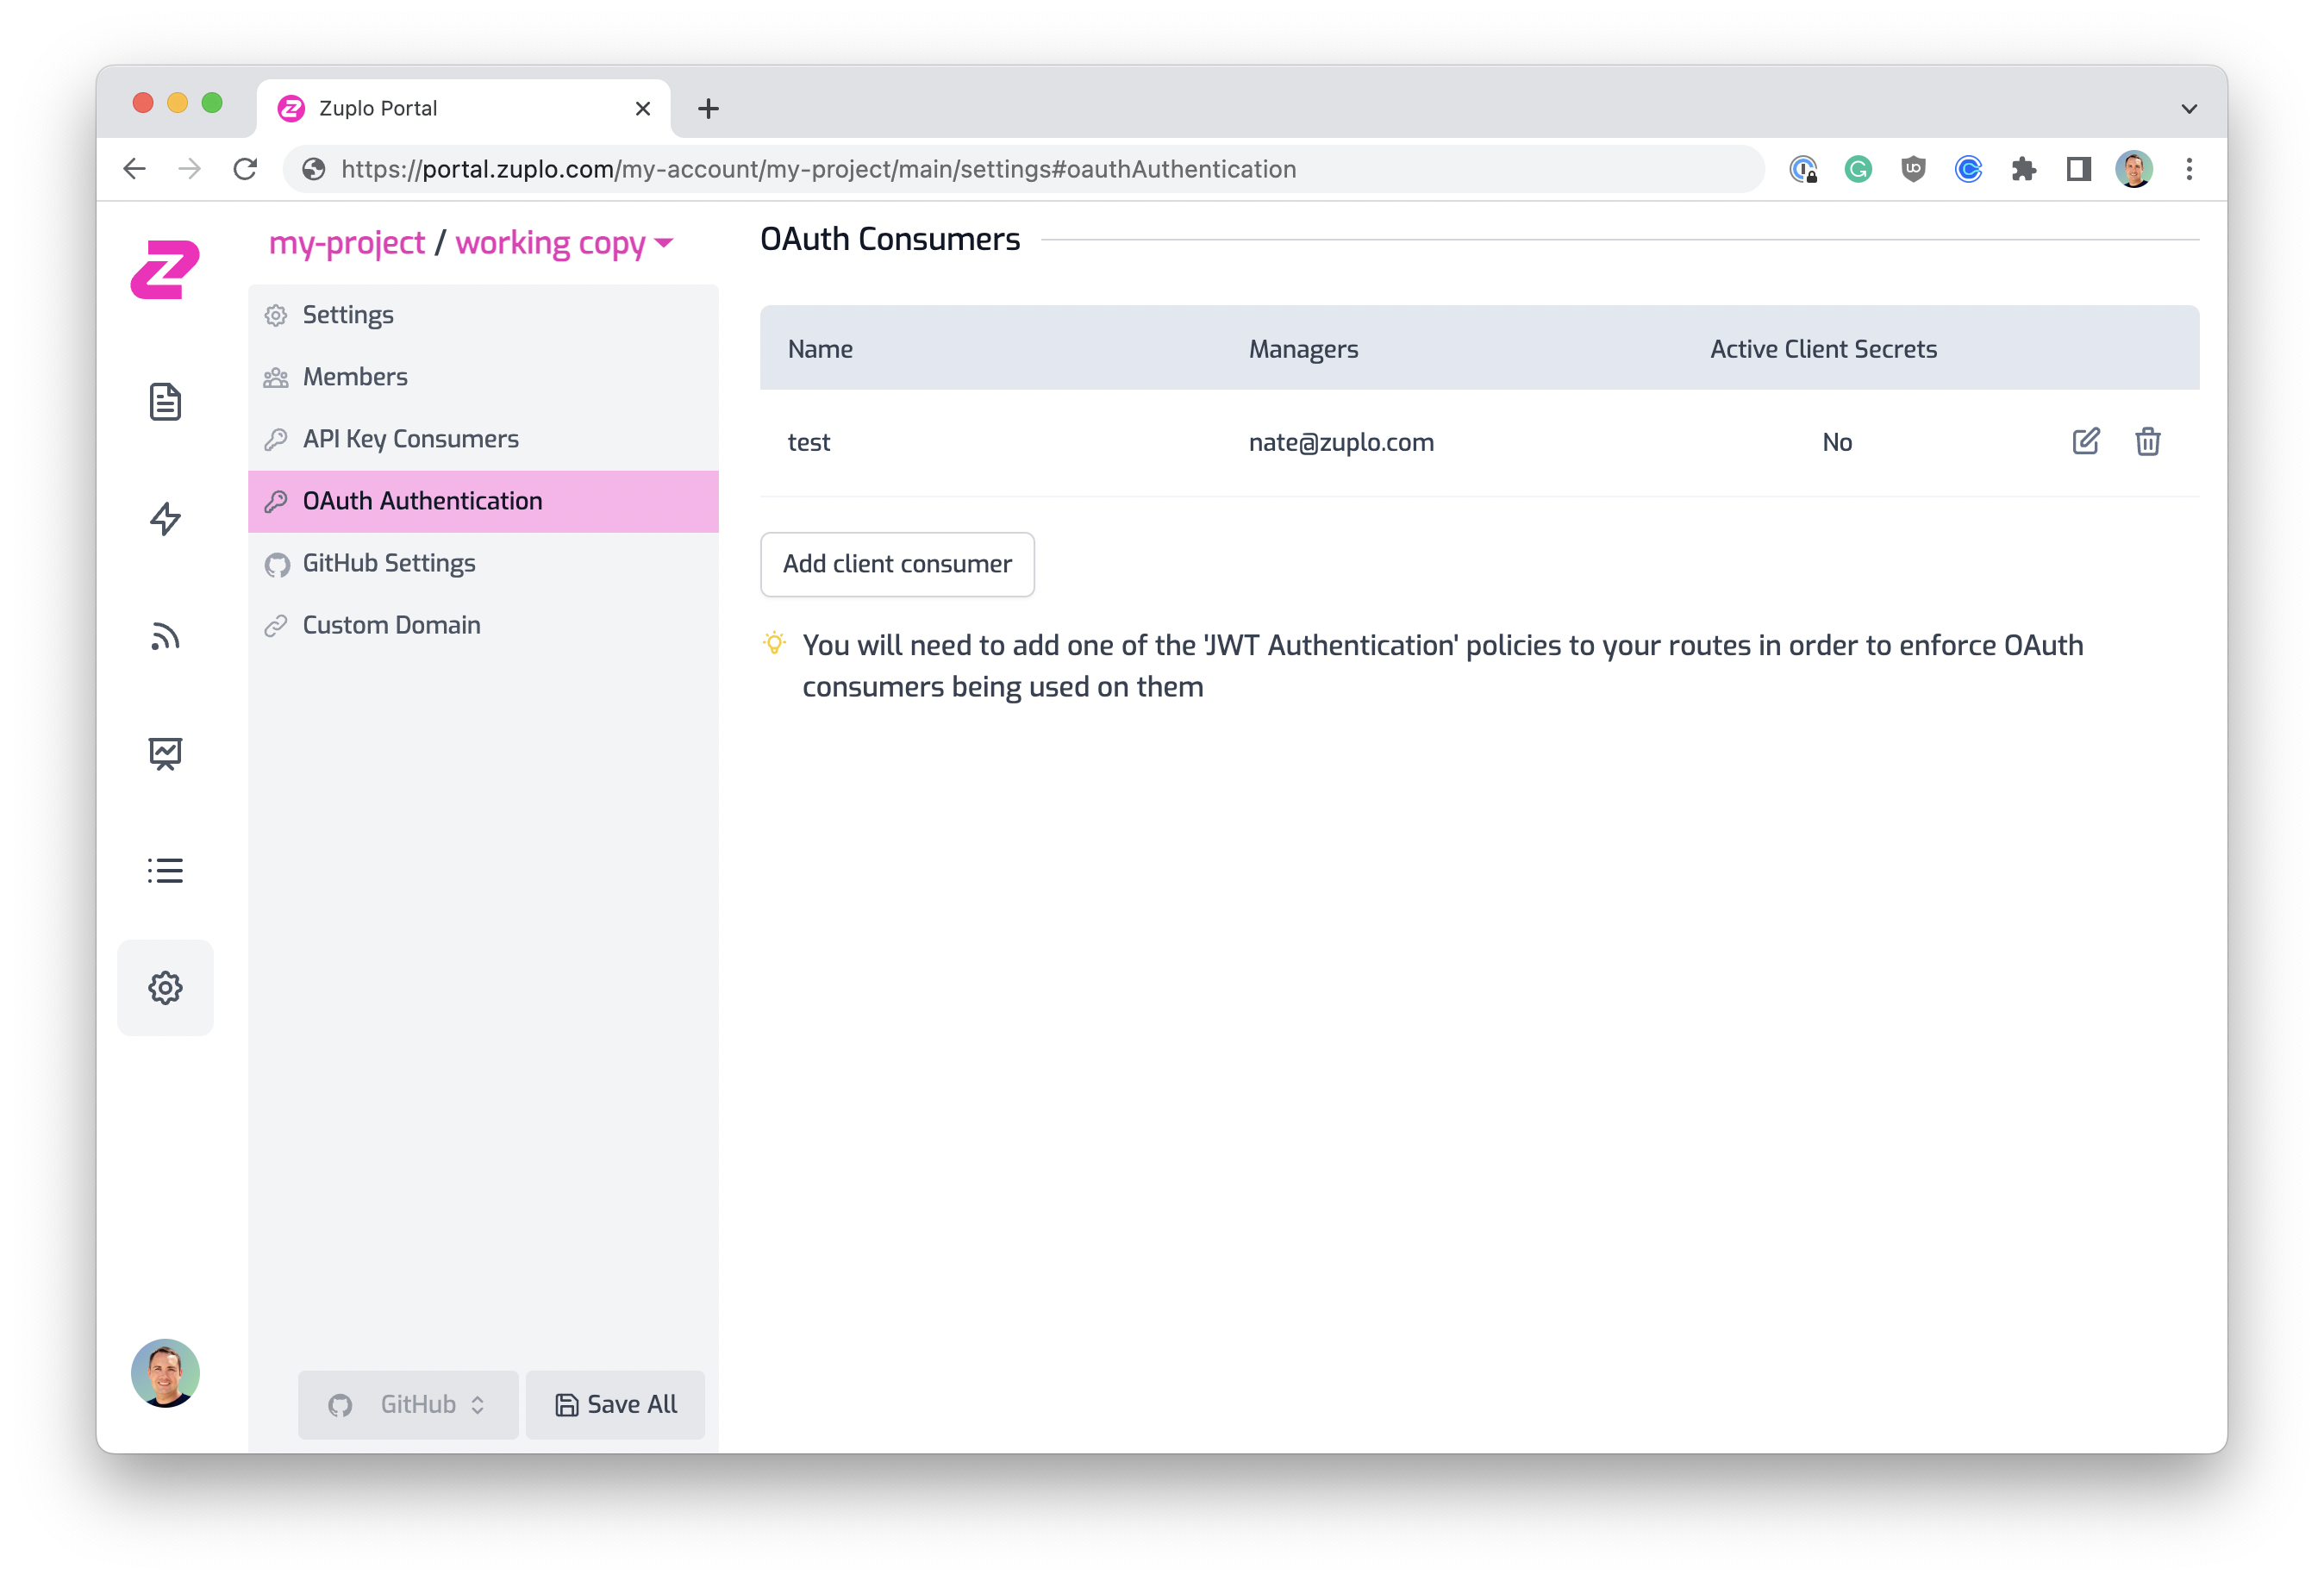 Zuplo Portal
https://portal.zuplo.com/my-account/my-project/main/settings#oauthAuthentication
my-project / working copy
Settings
Members
API Key Consumers
OAuth Authentication
GitHub Settings
Custom Domain
GitHub
Save All
OAuth Consumers
Name Managers Active Client Secrets
test nate@zuplo.com No
Add client consumer
You will need to add one of the 'JWT Authentication' policies to your routes in order to enforce OAuth
consumers being used on them